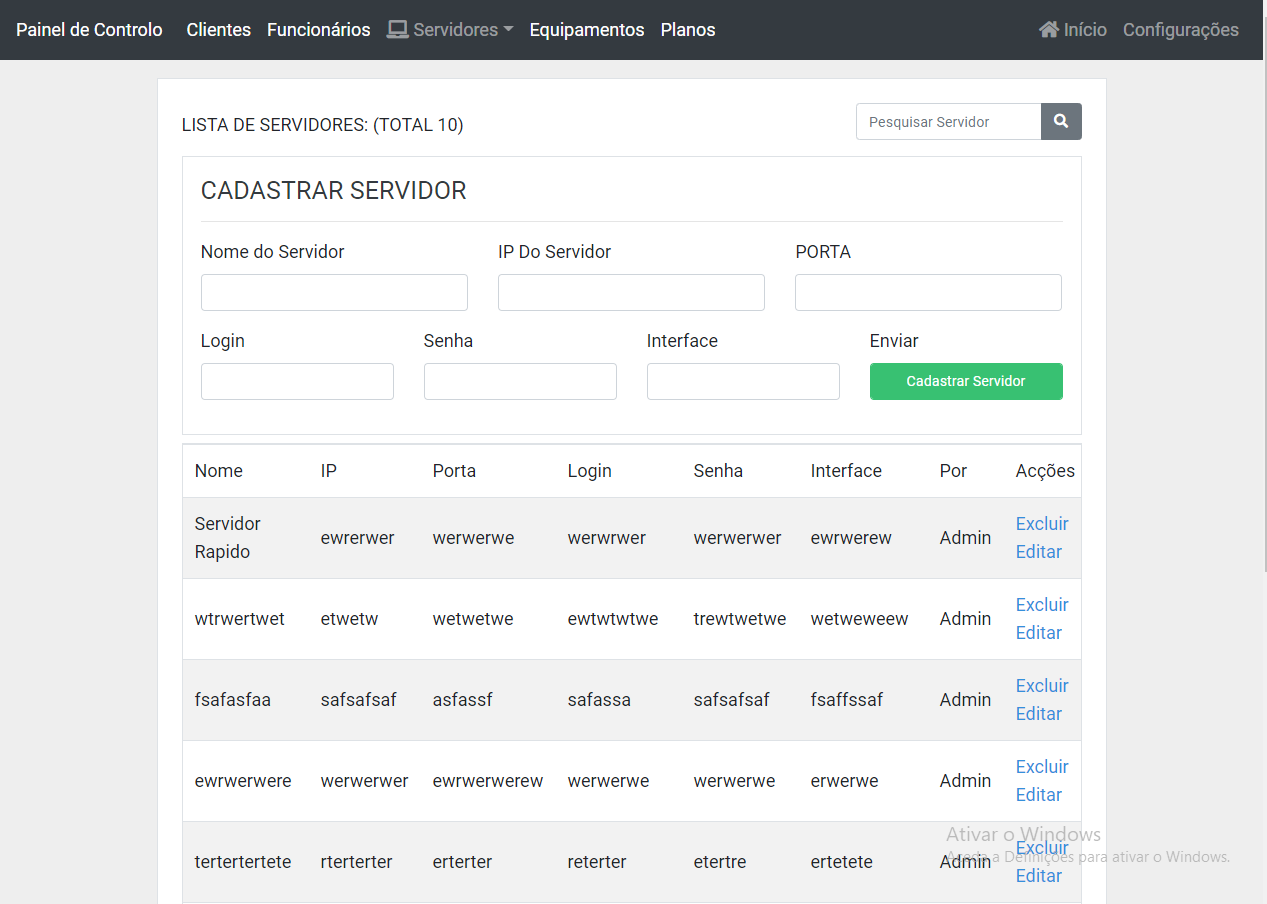 Painel de Controlo Clientes Funcionários Servidores Equipamentos Planos Início Configurações
LISTA DE SERVIDORES: (TOTAL 10) Pesquisar Servidor
CADASTRAR SERVIDOR
Nome do Servidor IP Do Servidor PORTA
Login Senha Interface Enviar
Cadastrar Servidor
Nome IP Porta Login Senha Interface Por Acções
Servidor Rapido ewrerwer werwerwe werwrwer werwerwer ewrwerew Admin Excluir Editar
wtrwertwet etwetw wetwetwe ewtwtwtwe trewtwetwe wetweweew Admin Excluir Editar
fsafasfaa safsafsaf asfassf safassa safsafsaf fsaffssaf Admin Excluir Editar
ewrwerwere werwerwer ewrwerwerew werwerwe werwerwe erwerwe Admin Excluir Editar
tertertertete rterterter erterter reterter etertre ertetete Admin Excluir Editar
Ativar o Windows
Aceda a Definições para ativar o Windows.